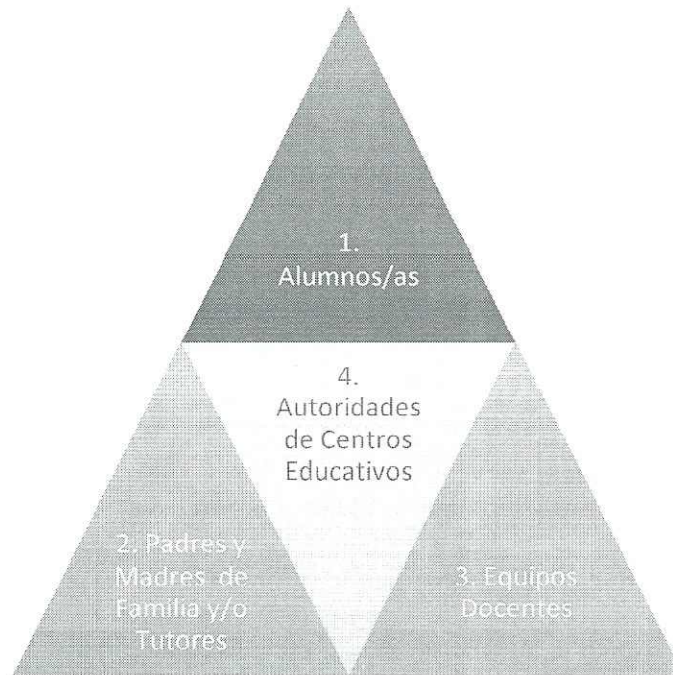 1.
Alumnos/as
4.
Autoridades
de Centros
Educativos
2. Padres y
Madres de
Familia y/o
Tutores
3. Equipos
Docentes